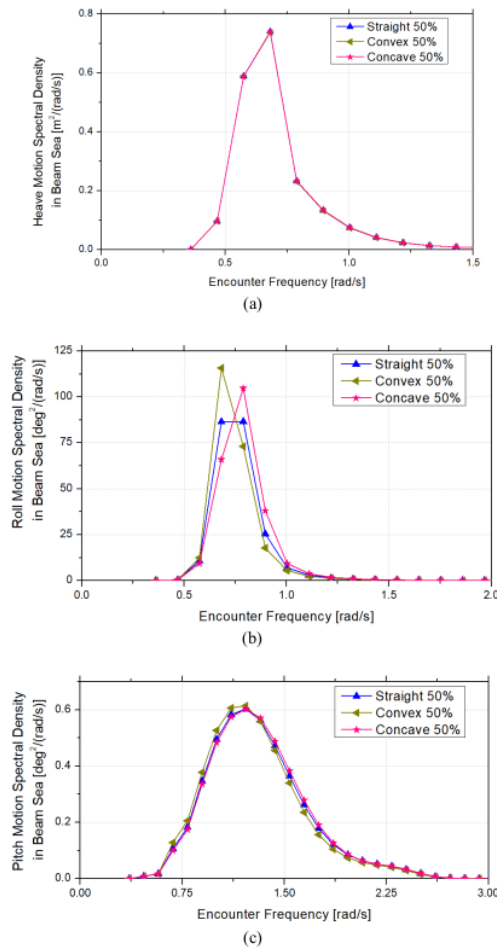 Heave Motion Spectral Density
in Beam Sea [m²/(rad/s)]
0.8
0.6
0.4
0.2
0.0
Straight 50%
Convex 50%
Concave 50%
0.0 0.5 1.0 1.5
Encounter Frequency [rad/s]
(a)
Roll Motion Spectral Density
in Beam Sea [deg²/(rad/s)]
125
100
75
50
25
0
Straight 50%
Convex 50%
Concave 50%
0.0 0.5 1.0 1.5 2.0
Encounter Frequency [rad/s]
(b)
Pitch Motion Spectral Density
in Beam Sea [deg²/(rad/s)]
0.6
0.4
0.2
0.0
Straight 50%
Convex 50%
Concave 50%
0.00 0.75 1.50 2.25 3.00
Encounter Frequency [rad/s]
(c)